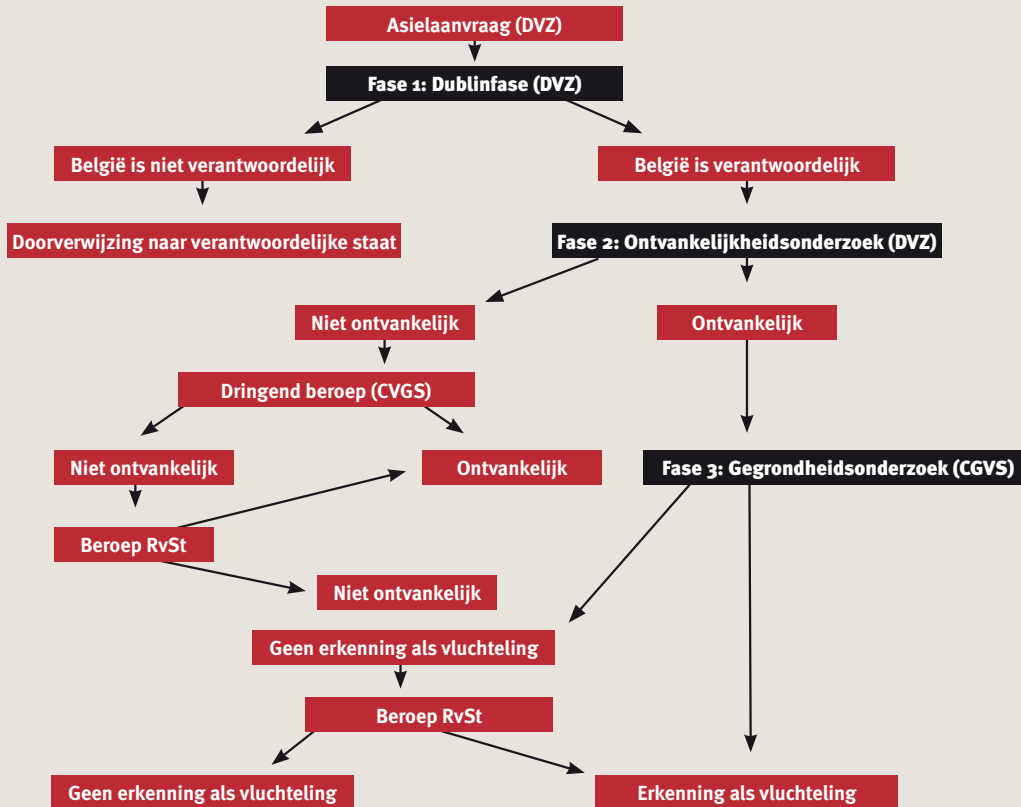 Asielaanvraag (DVZ)
Fase 1: Dublinfase (DVZ)
België is niet verantwoordelijk
België is verantwoordelijk
Doorverwijzing naar verantwoordelijke staat
Fase 2: Ontvankelijkheidsonderzoek (DVZ)
Niet ontvankelijk
Ontvankelijk
Dringend beroep (CVGS)
Niet ontvankelijk
Ontvankelijk
Fase 3: Gegrondheidsonderzoek (CGVS)
Beroep RvSt
Niet ontvankelijk
Geen erkenning als vluchteling
Beroep RvSt
Geen erkenning als vluchteling
Erkenning als vluchteling